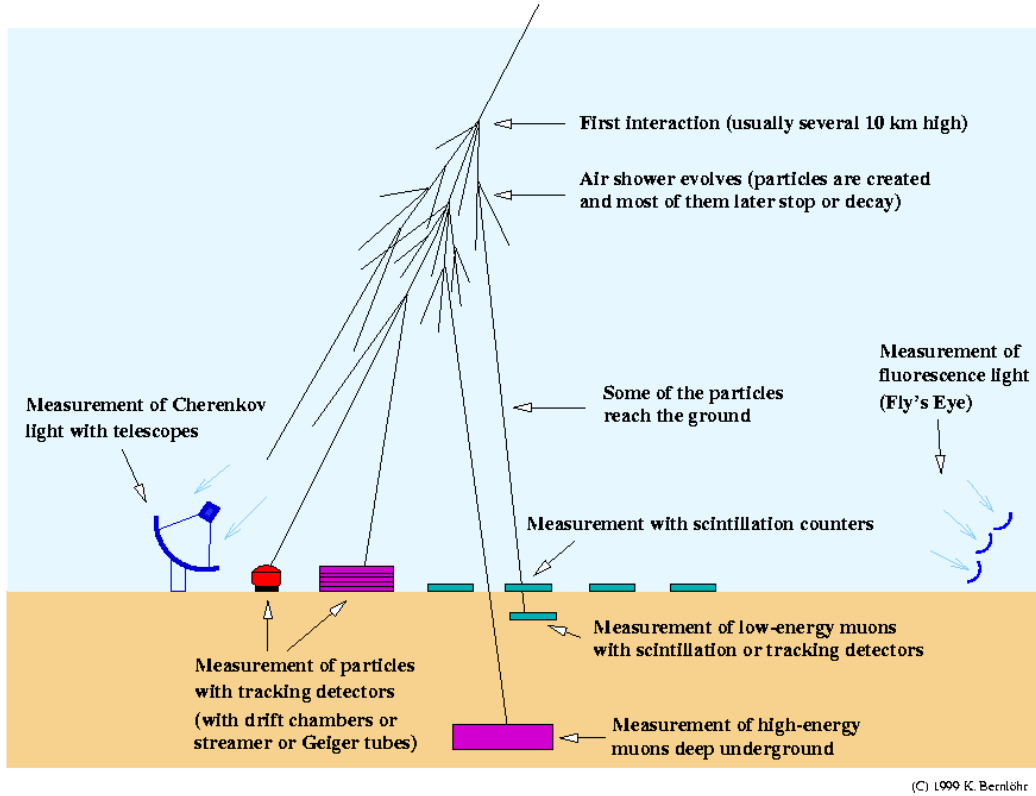 First interaction (usually several 10 km high)
Air shower evolves (particles are created
and most of them later stop or decay)
Measurement of
fluorescence light
(Fly's Eye)
Some of the particles
reach the ground
Measurement of Cherenkov
light with telescopes
Measurement with scintillation counters
Measurement of low-energy muons
with scintillation or tracking detectors
Measurement of particles
with tracking detectors
(with drift chambers or
streamer or Geiger tubes)
Measurement of high-energy
muons deep underground
(C) 1999 K. Bernlöhr